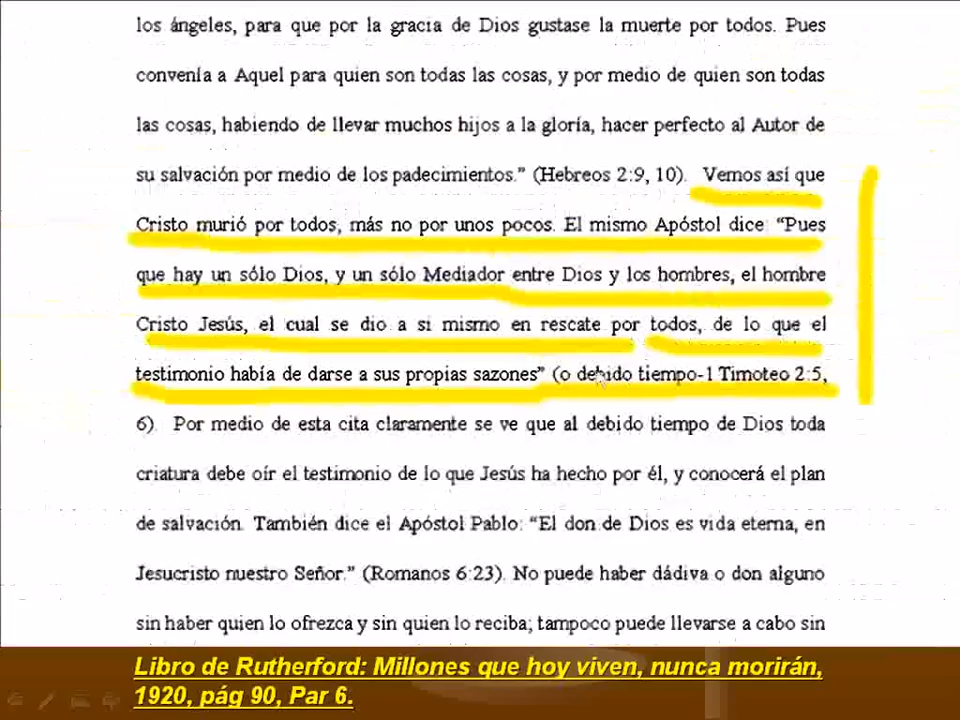 los ángeles, para que por la gracia de Dios gustase la muerte por todos. Pues
convenía a Aquel para quien son todas las cosas, y por medio de quien son todas
las cosas, habiendo de llevar muchos hijos a la gloría, hacer perfecto al Autor de
su salvación por medio de los padecimientos." (Hebreos 2:9, 10). Vemos así que
Cristo murió por todos, más no por unos pocos. El mismo Apóstol dice: "Pues
que hay un sólo Dios, y un sólo Mediador entre Dios y los hombres, el hombre
Cristo Jesús, el cual se dio a si mismo en rescate por todos, de lo que el
testimonio había de darse a sus propias sazones" (o debido tiempo-1 Timoteo 2:5,
6). Por medio de esta cita claramente se ve que al debido tiempo de Dios toda
criatura debe oír el testimonio de lo que Jesús ha hecho por él, y conocerá el plan
de salvación. También dice el Apóstol Pablo: "El don de Dios es vida eterna, en
Jesucristo nuestro Señor." (Romanos 6:23). No puede haber dádiva o don alguno
sin haber quien lo ofrezca y sin quien lo reciba; tampoco puede llevarse a cabo sin
Libro de Rutherford: Millones que hoy viven, nunca morirán,
1920, pág 90, Par 6.